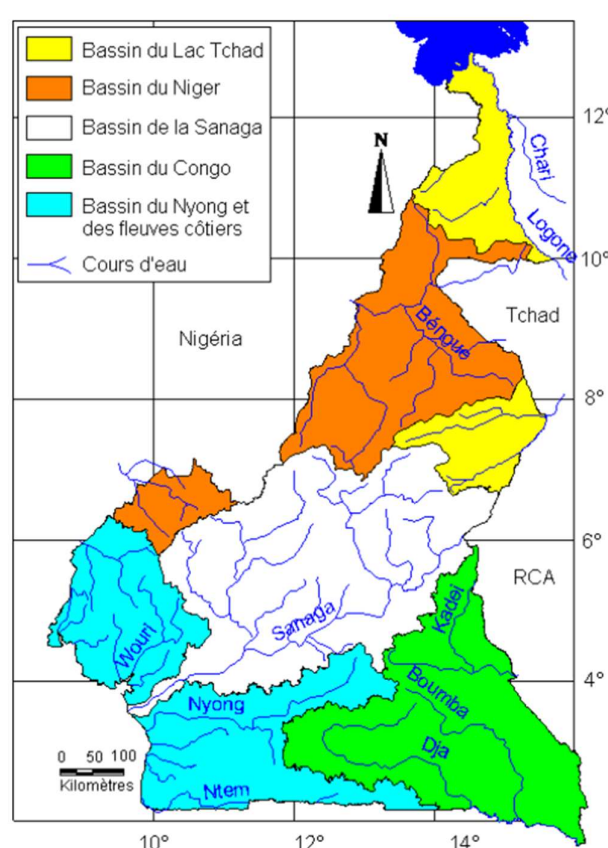 Bassin du Lac Tchad
Bassin du Niger
Bassin de la Sanaga
Bassin du Congo
Bassin du Nyong et
des fleuves côtiers
Cours d'eau
N
12°
Chari
Logone
10°
Tchad
Nigéria
Béngue
8°
6°
RCA
Kadei
Sanaga
Wouri
4°
Boumba
Nyong
Dja
0 50 100
Kilomètres
Ntem
10° 12° 14°